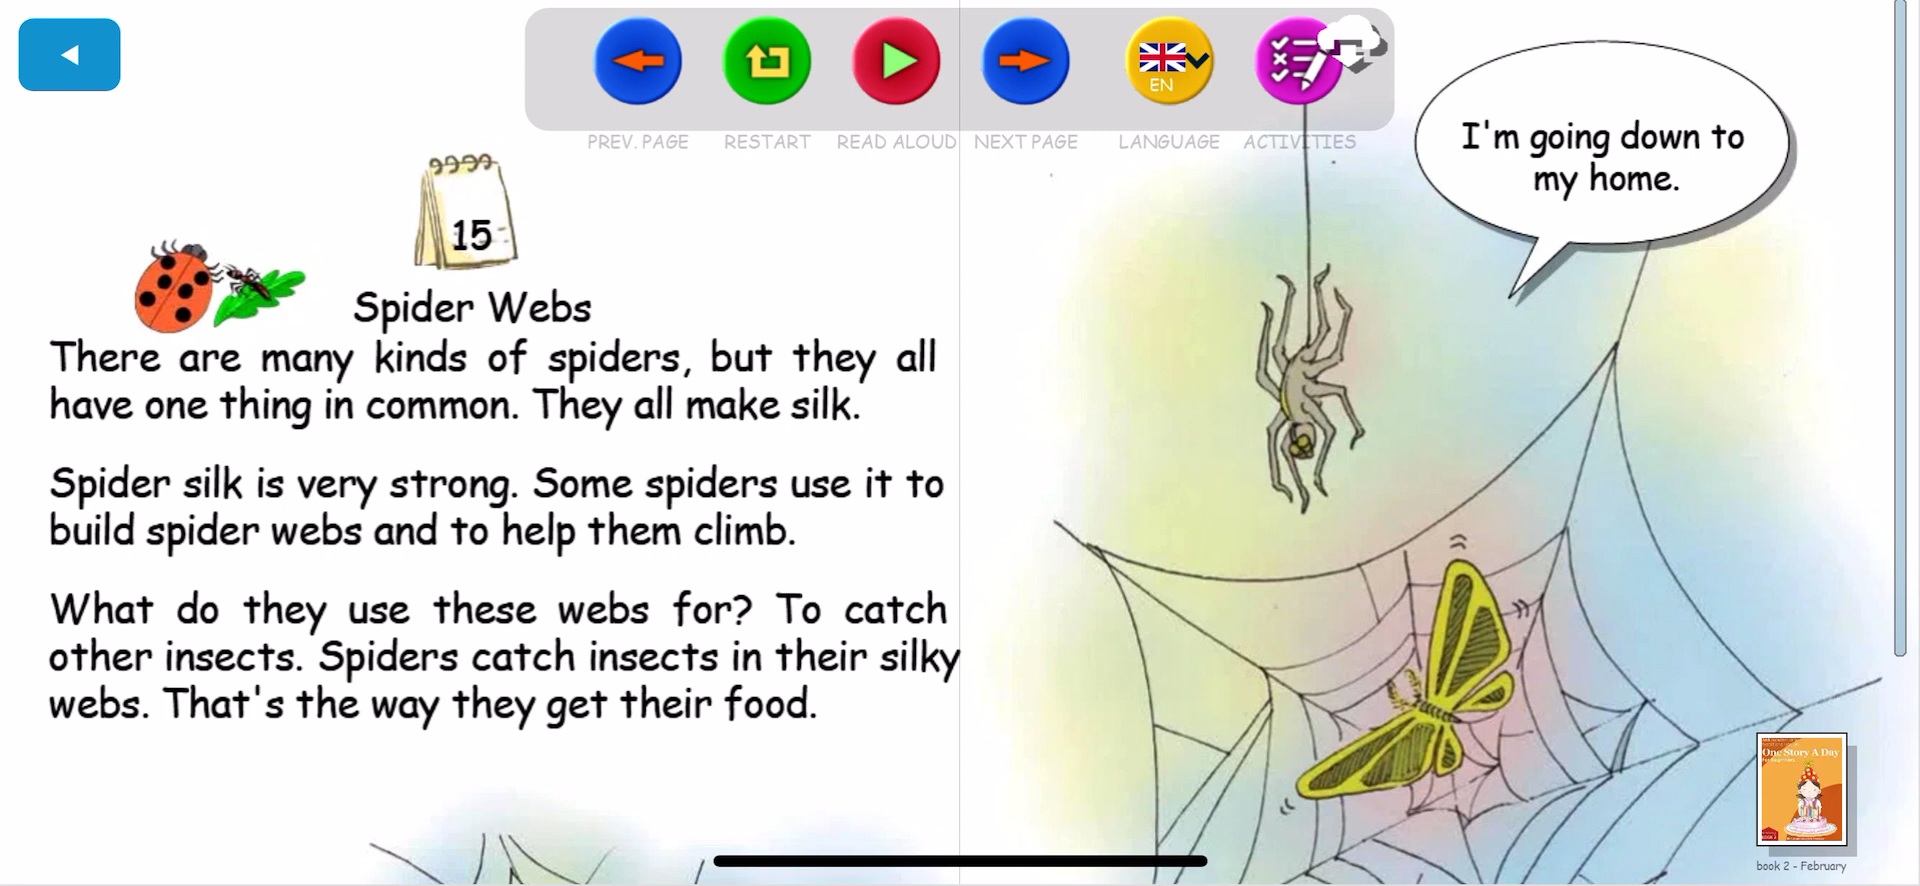 PREV. PAGE
RESTART
READ ALOUD
NEXT PAGE
EN
LANGUAGE
ACTIVITIES
15
Spider Webs
There are many kinds of spiders, but they all
have one thing in common. They all make silk.
Spider silk is very strong. Some spiders use it to
build spider webs and to help them climb.
What do they use these webs for? To catch
other insects. Spiders catch insects in their silky
webs. That's the way they get their food.
I'm going down to
my home.
One Story A Day
book 2 - February